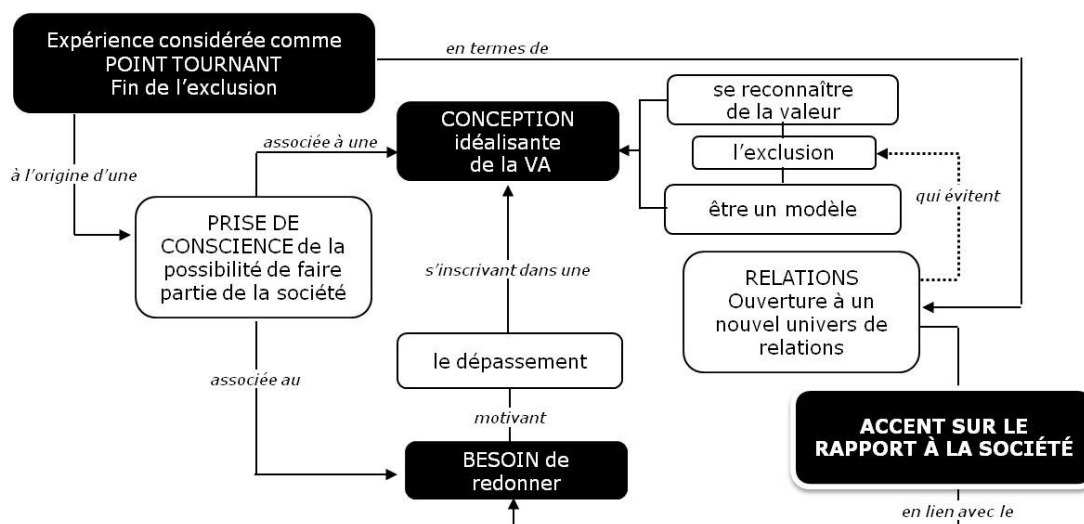 Expérience considérée comme
POINT TOURNANT
Fin de l'exclusion
en termes de
se reconnaître
de la valeur
CONCEPTION
idéalisante
de la VA
associée à une
l'exclusion
à l'origine d'une
qui évitent
être un modèle
PRISE DE
CONSCIENCE de la
possibilité de faire
partie de la société
s'inscrivant dans une
RELATIONS
Ouverture à un
nouvel univers de
relations
le dépassement
associée au
motivant
ACCENT SUR LE
RAPPORT À LA SOCIÉTÉ
BESOIN de
redonner
en lien avec le